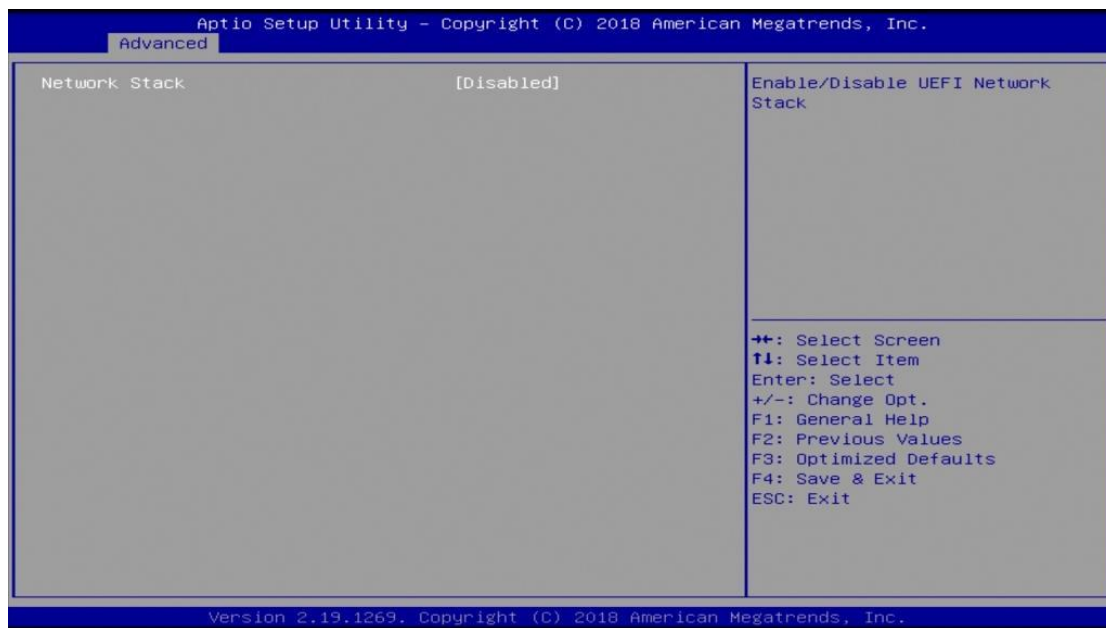 Aptio Setup Utility – Copyright (C) 2018 American Megatrends, Inc.
Advanced
Network Stack [Disabled]
Enable/Disable UEFI Network
Stack
→←: Select Screen
↑↓: Select Item
Enter: Select
+/-: Change Opt.
F1: General Help
F2: Previous Values
F3: Optimized Defaults
F4: Save & Exit
ESC: Exit
Version 2.19.1269. Copyright (C) 2018 American Megatrends, Inc.